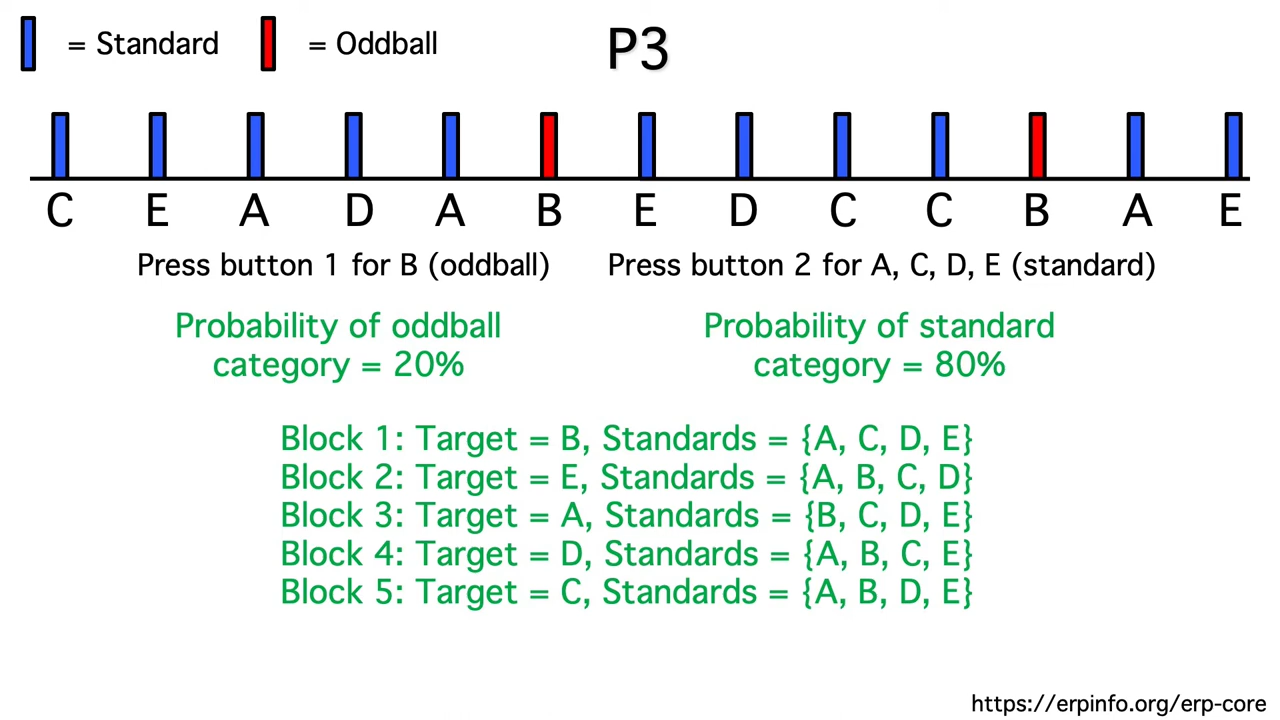 = Standard = Oddball P3
C E A D A B E D C C B A E
Press button 1 for B (oddball) Press button 2 for A, C, D, E (standard)
Probability of oddball
category = 20%
Probability of standard
category = 80%
Block 1: Target = B, Standards = {A, C, D, E}
Block 2: Target = E, Standards = {A, B, C, D}
Block 3: Target = A, Standards = {B, C, D, E}
Block 4: Target = D, Standards = {A, B, C, E}
Block 5: Target = C, Standards = {A, B, D, E}
https://erpinfo.org/erp-core